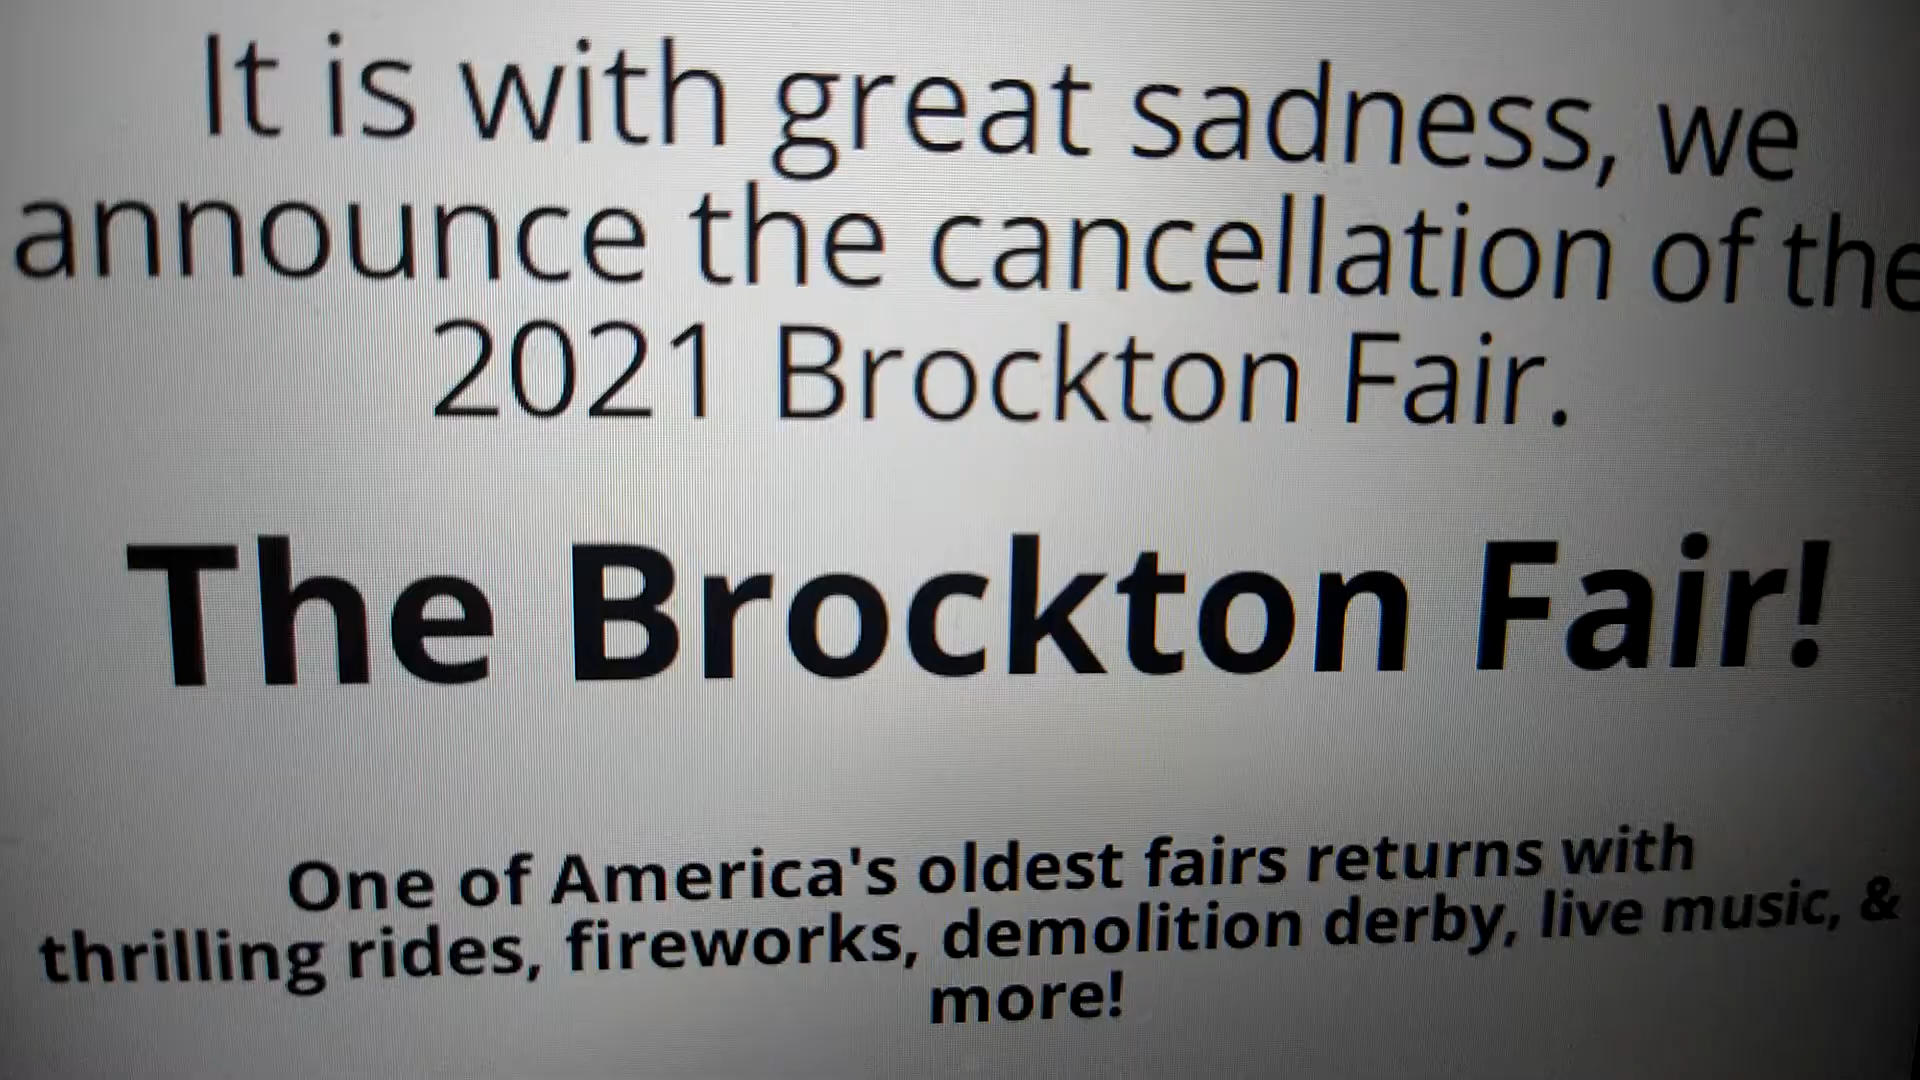 It is with great sadness, we
announce the cancellation of the
2021 Brockton Fair.
The Brockton Fair!
One of America's oldest fairs returns with
thrilling rides, fireworks, demolition derby, live music, &
more!